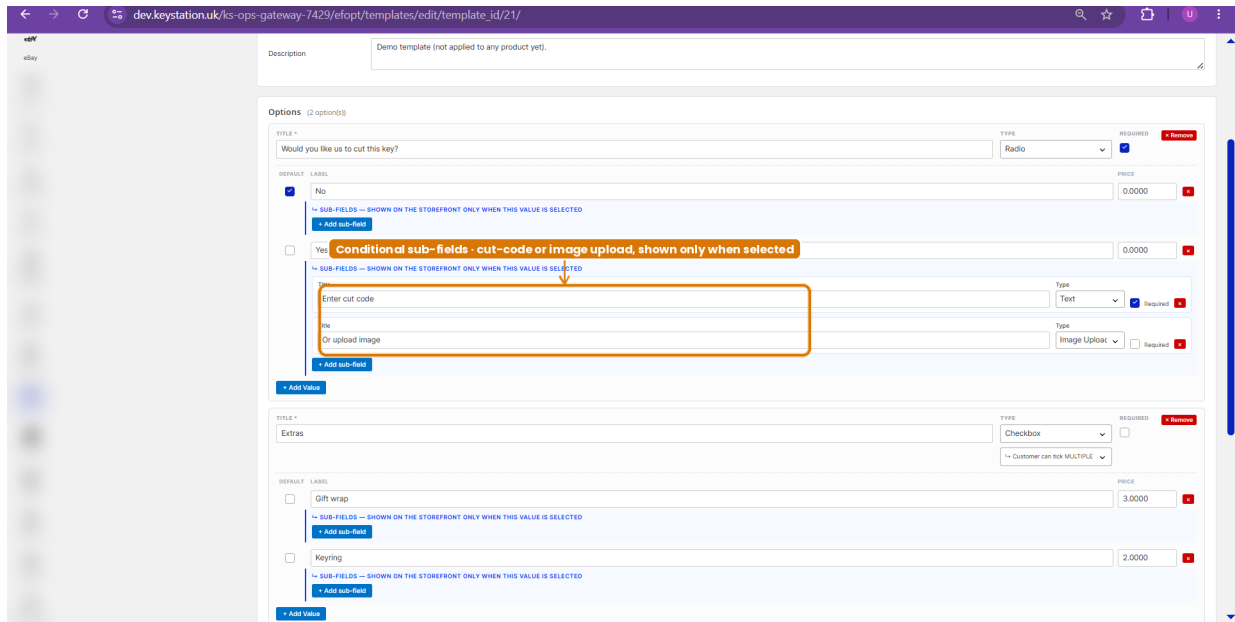 dev.keystation.uk/ks-ops-gateway-7429/efopt/templates/edit/template_id/21/
U
eBay
eBay
Description
Demo template (not applied to any product yet).
Options (2 option(s))
TITLE *
TYPE
REQUIRED
× Remove
Would you like us to cut this key?
Radio
DEFAULT LABEL
PRICE
No
0.0000
×
↪ SUB-FIELDS — SHOWN ON THE STOREFRONT ONLY WHEN THIS VALUE IS SELECTED
+ Add sub-field
Yes
Conditional sub-fields · cut-code or image upload, shown only when selected
0.0000
×
↪ SUB-FIELDS — SHOWN ON THE STOREFRONT ONLY WHEN THIS VALUE IS SELECTED
Title
Type
Enter cut code
Text
Required
×
Title
Type
Or upload image
Image Upload
Required
×
+ Add sub-field
+ Add Value
TITLE *
TYPE
REQUIRED
× Remove
Extras
Checkbox
↪ Customer can tick MULTIPLE
DEFAULT LABEL
PRICE
Gift wrap
3.0000
×
↪ SUB-FIELDS — SHOWN ON THE STOREFRONT ONLY WHEN THIS VALUE IS SELECTED
+ Add sub-field
Keyring
2.0000
×
↪ SUB-FIELDS — SHOWN ON THE STOREFRONT ONLY WHEN THIS VALUE IS SELECTED
+ Add sub-field
+ Add Value